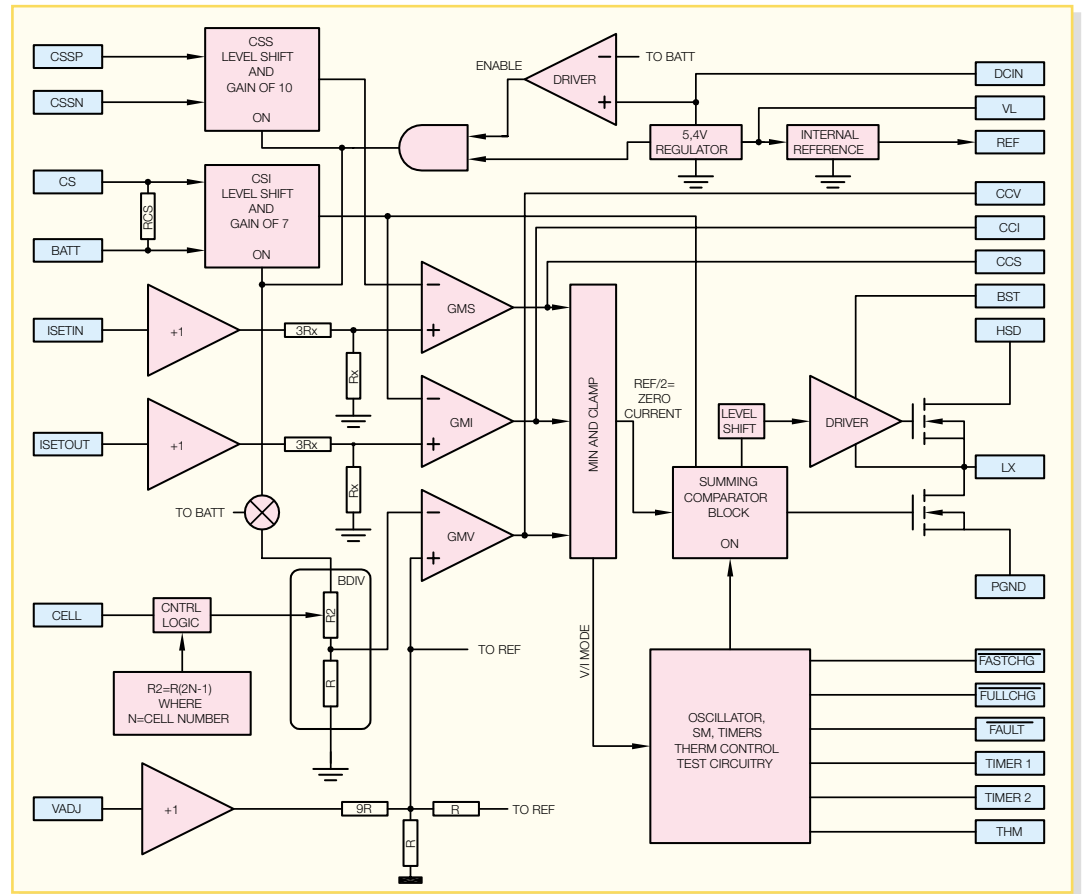 CSSP
CSSN
CSS
LEVEL SHIFT
AND
GAIN OF 10
ON
ENABLE
DRIVER
TO BATT
DCIN
VL
REF
5,4V
REGULATOR
INTERNAL
REFERENCE
CS
RCS
BATT
CSI
LEVEL SHIFT
AND
GAIN OF 7
ON
CCV
CCI
CCS
BST
HSD
ISETIN
+1
3Rx
Rx
GMS
ISETOUT
+1
3Rx
Rx
GMI
MIN AND CLAMP
REF/2=
ZERO
CURRENT
LEVEL
SHIFT
DRIVER
LX
TO BATT
GMV
SUMMING
COMPARATOR
BLOCK
ON
PGND
CELL
CNTRL
LOGIC
BDIV
R2
R
R2=R(2N-1)
WHERE
N=CELL NUMBER
TO REF
V/I MODE
OSCILLATOR,
SM, TIMERS
THERM CONTROL
TEST CIRCUITRY
FASTCHG
FULLCHG
FAULT
TIMER 1
TIMER 2
THM
VADJ
+1
9R
R
TO REF
R